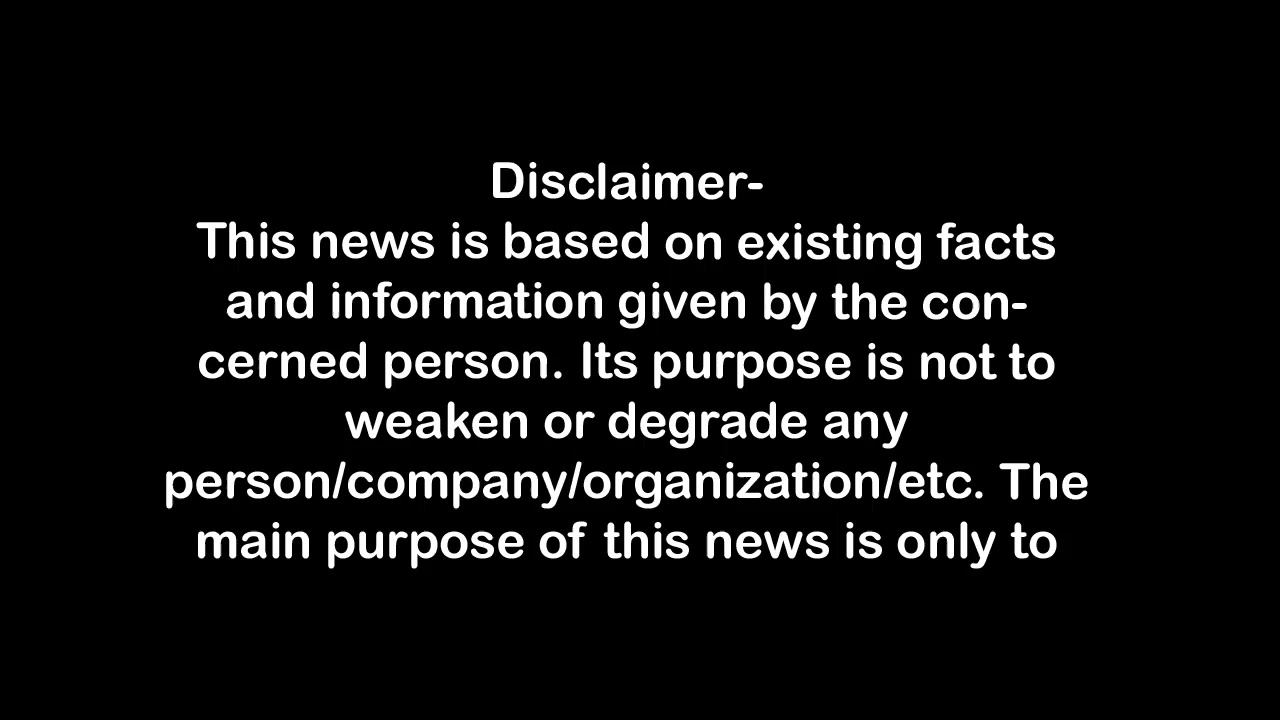 Disclaimer-
This news is based on existing facts
and information given by the con-
cerned person. Its purpose is not to
weaken or degrade any
person/company/organization/etc. The
main purpose of this news is only to